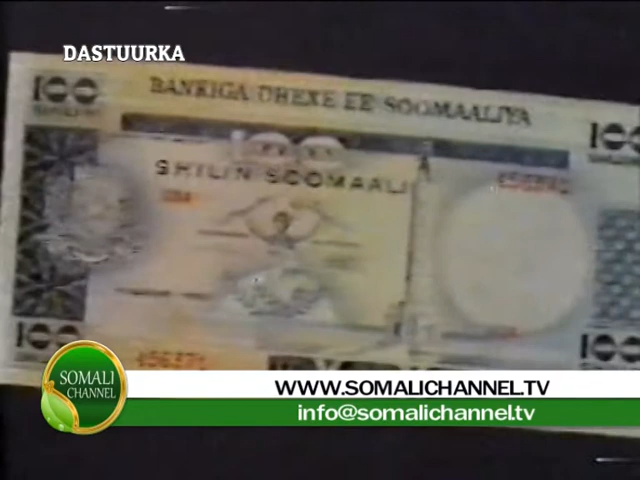 DASTUURKA
100
BANKIGA DHEXE EE SOOMAALIYA
100
SHILIN SOOMAALI
100
100
SOMALI
CHANNEL
WWW.SOMALICHANNEL.TV
info@somalichannel.tv